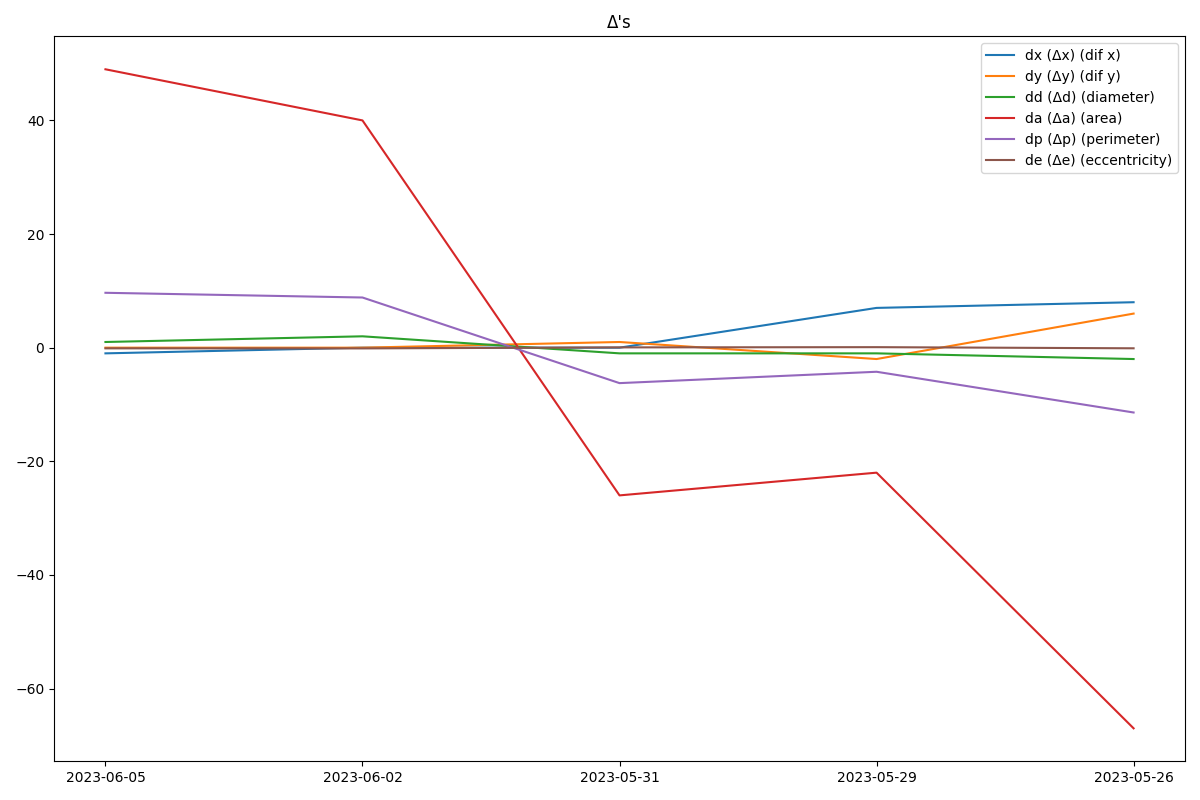 Δ's
dx (Δx) (dif x)
dy (Δy) (dif y)
dd (Δd) (diameter)
da (Δa) (area)
dp (Δp) (perimeter)
de (Δe) (eccentricity)
40
20
0
−20
−40
−60
2023-06-05 2023-06-02 2023-05-31 2023-05-29 2023-05-26